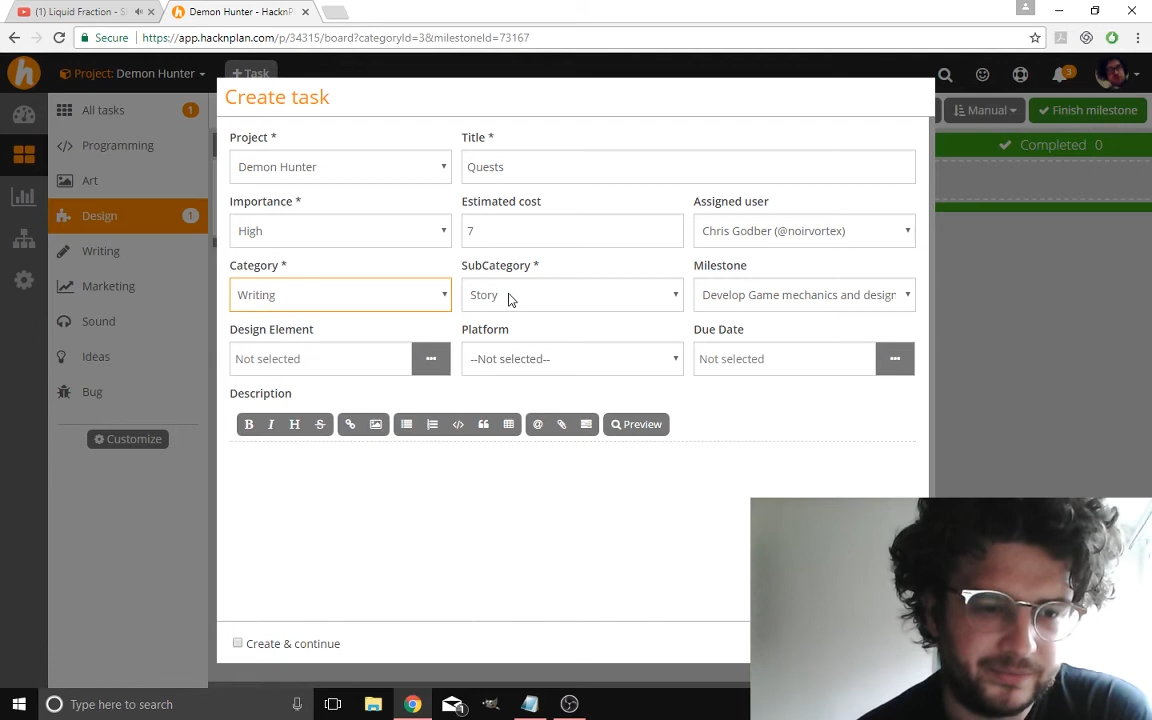 (1) Liquid Fraction - S
Demon Hunter - HacknP
Secure
https://app.hacknplan.com/p/34315/board?categoryId=3&milestoneId=73167
Project: Demon Hunter
+ Task
3
All tasks 1
Programming
Art
Design 1
Writing
Marketing
Sound
Ideas
Bug
Customize
Manual
Finish milestone
Completed 0
Create task
Project *
Title *
Demon Hunter
Quests
Importance *
Estimated cost
Assigned user
High
7
Chris Godber (@noirvortex)
Category *
SubCategory *
Milestone
Writing
Story
Develop Game mechanics and design
Design Element
Platform
Due Date
Not selected
--Not selected--
Not selected
Description
B I H S
Preview
Create & continue
Type here to search
1